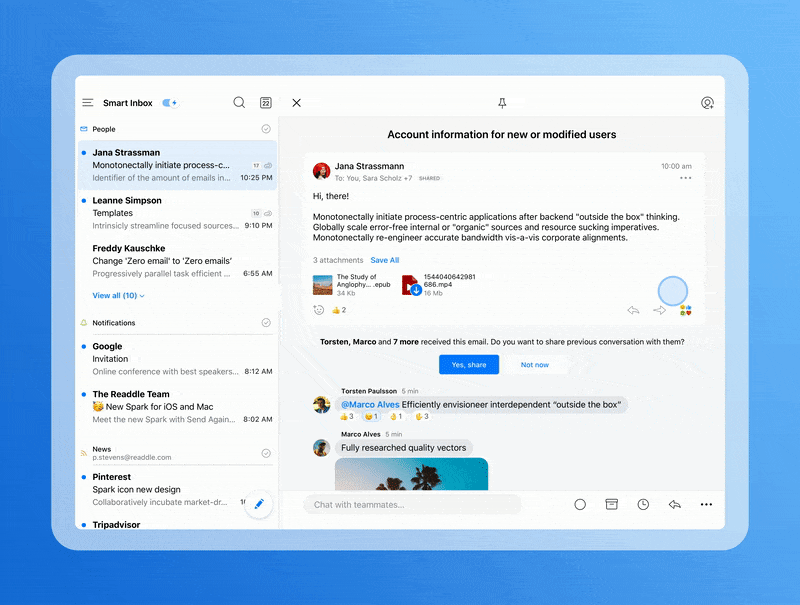 Smart Inbox
22
People
Jana Strassman
Monotonectally initiate process-c... 17
Identifier of the amount of emails in... 10:25 PM
Leanne Simpson
Templates 10
Intrinsicly streamline focused sources... 9:10 PM
Freddy Kauschke
Change 'Zero email' to 'Zero emails'
Progressively parallel task efficient ... 6:55 AM
View all (10)
Notifications
Google
Invitation
Online conference with best speakers... 8:12 AM
The Readdle Team
🥳 New Spark for iOS and Mac
Meet the new Spark with Send Again... 8:02 AM
News
p.stevens@readdle.com
Pinterest
Spark icon new design
Collaboratively incubate market-dr...
Tripadvisor
Account information for new or modified users
Jana Strassmann 10:00 am
To: You, Sara Scholz +7 SHARED
Hi, there!
Monotonectally initiate process-centric applications after backend "outside the box" thinking.
Globally scale error-free internal or "organic" sources and resource sucking imperatives.
Monotonectally re-engineer accurate bandwidth vis-a-vis corporate alignments.
3 attachments Save All
The Study of
Anglophy... .epub
34 Kb
1544040642981
686.mp4
16 Mb
👍 2
Torsten, Marco and 7 more received this email. Do you want to share previous conversation with them?
Yes, share Not now
Torsten Paulsson 5 min
@Marco Alves Efficiently envisioneer interdependent “outside the box”
3 1 1 3
Marco Alves 5 min
Fully researched quality vectors
Chat with teammates...